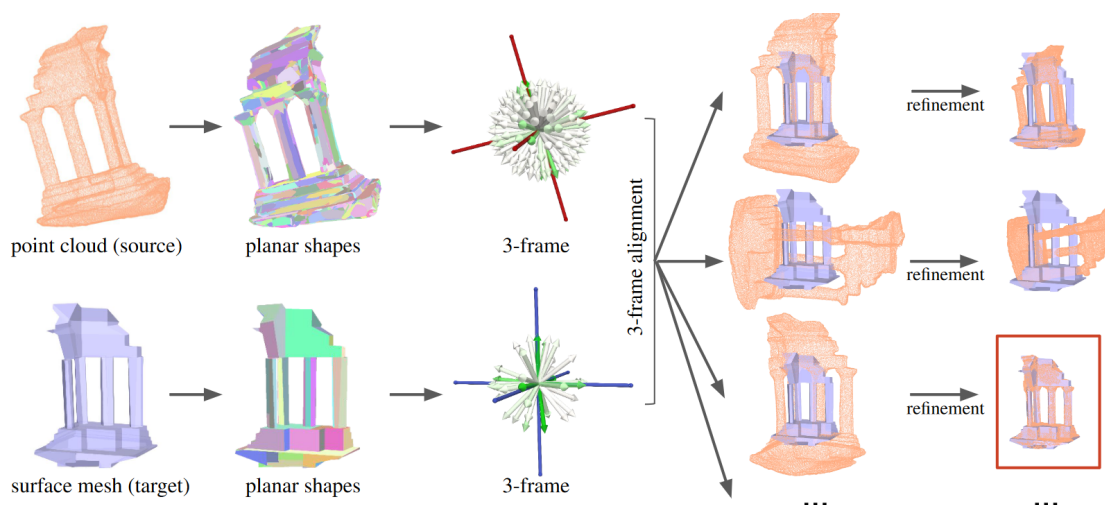 point cloud (source)
planar shapes
3-frame
surface mesh (target)
planar shapes
3-frame
3-frame alignment
refinement
refinement
refinement
...
...